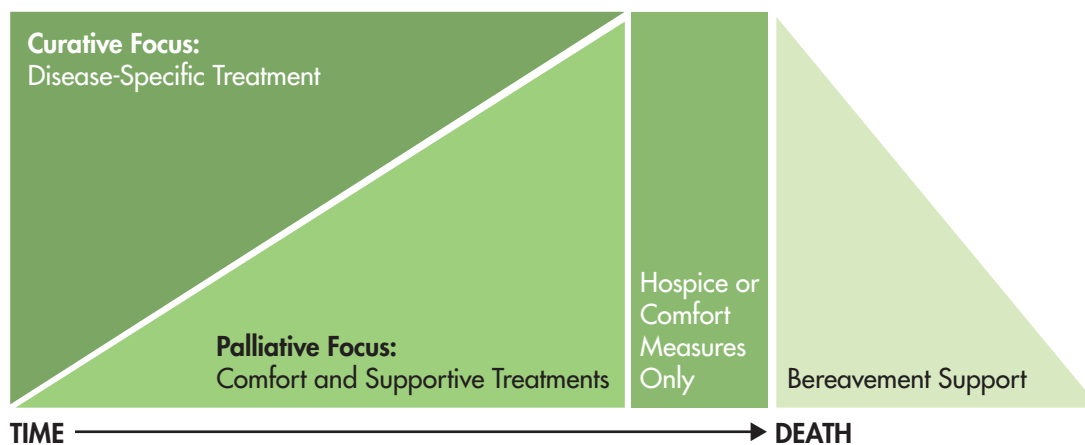 Curative Focus:
Disease-Specific Treatment
Palliative Focus:
Comfort and Supportive Treatments
Hospice or
Comfort
Measures
Only
Bereavement Support
TIME
DEATH